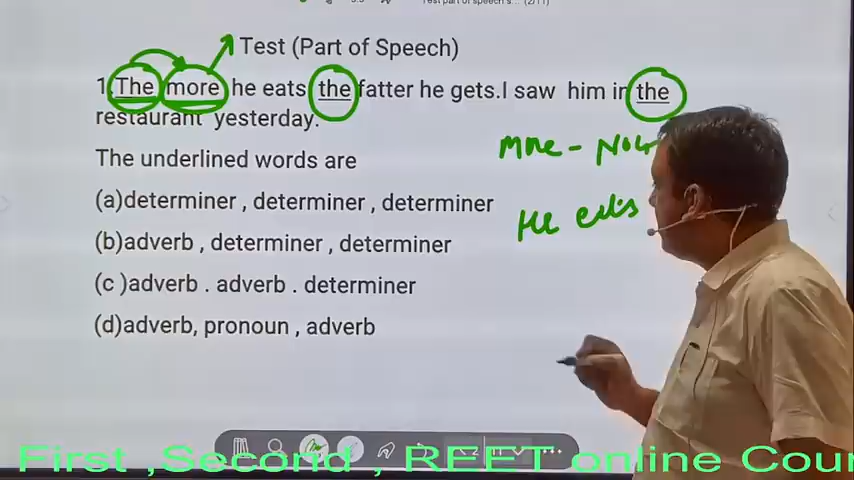 Test (Part of Speech)
1.The more he eats the fatter he gets.I saw him in the
restaurant yesterday.
The underlined words are
(a)determiner , determiner , determiner
(b)adverb , determiner , determiner
(c )adverb . adverb . determiner
(d)adverb, pronoun , adverb
more -
He eats
First ,Second , REET online Cour